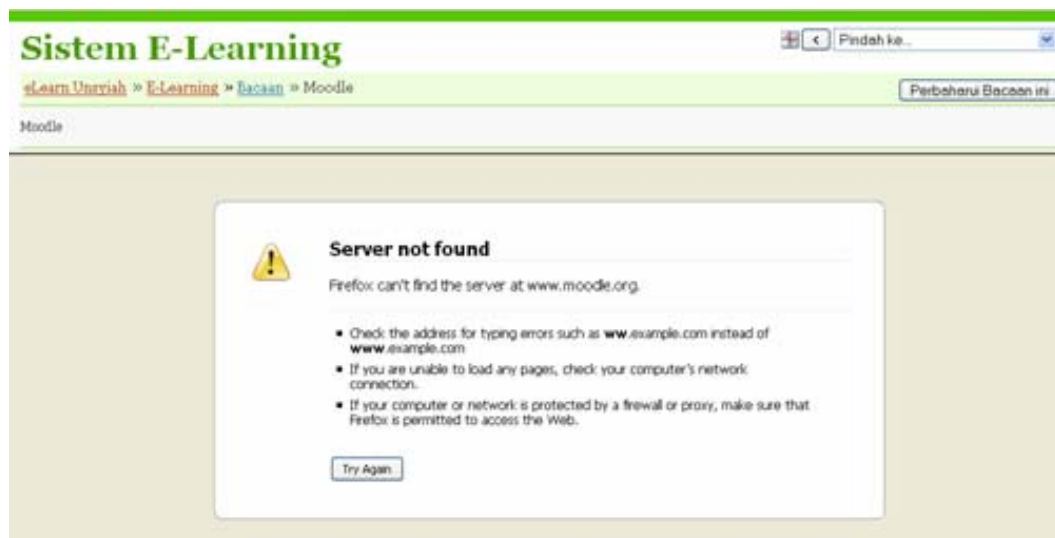 Sistem E-Learning
< Pindah ke...
eLearn Unsyiah » E-Learning » Bacaan » Moodle
Perbaharui Bacaan ini
Moodle
Server not found
Firefox can't find the server at www.moodle.org.
Check the address for typing errors such as ww.example.com instead of
www.example.com
If you are unable to load any pages, check your computer's network
connection.
If your computer or network is protected by a firewall or proxy, make sure that
Firefox is permitted to access the Web.
Try Again